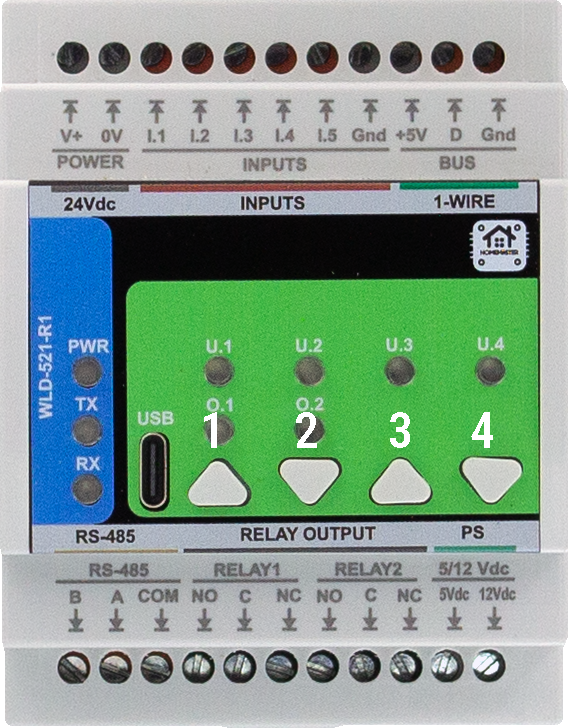 V+ 0V I.1 I.2 I.3 I.4 I.5 Gnd +5V D Gnd
POWER INPUTS BUS
24Vdc INPUTS 1-WIRE
HOMEMASTER
WLD-521-R1
PWR U.1 U.2 U.3 U.4
TX O.1 O.2
USB
1 2 3 4
RX
RS-485 RELAY OUTPUT PS
RS-485 RELAY1 RELAY2 5/12 Vdc
B A COM NO C NC NO C NC 5Vdc 12Vdc